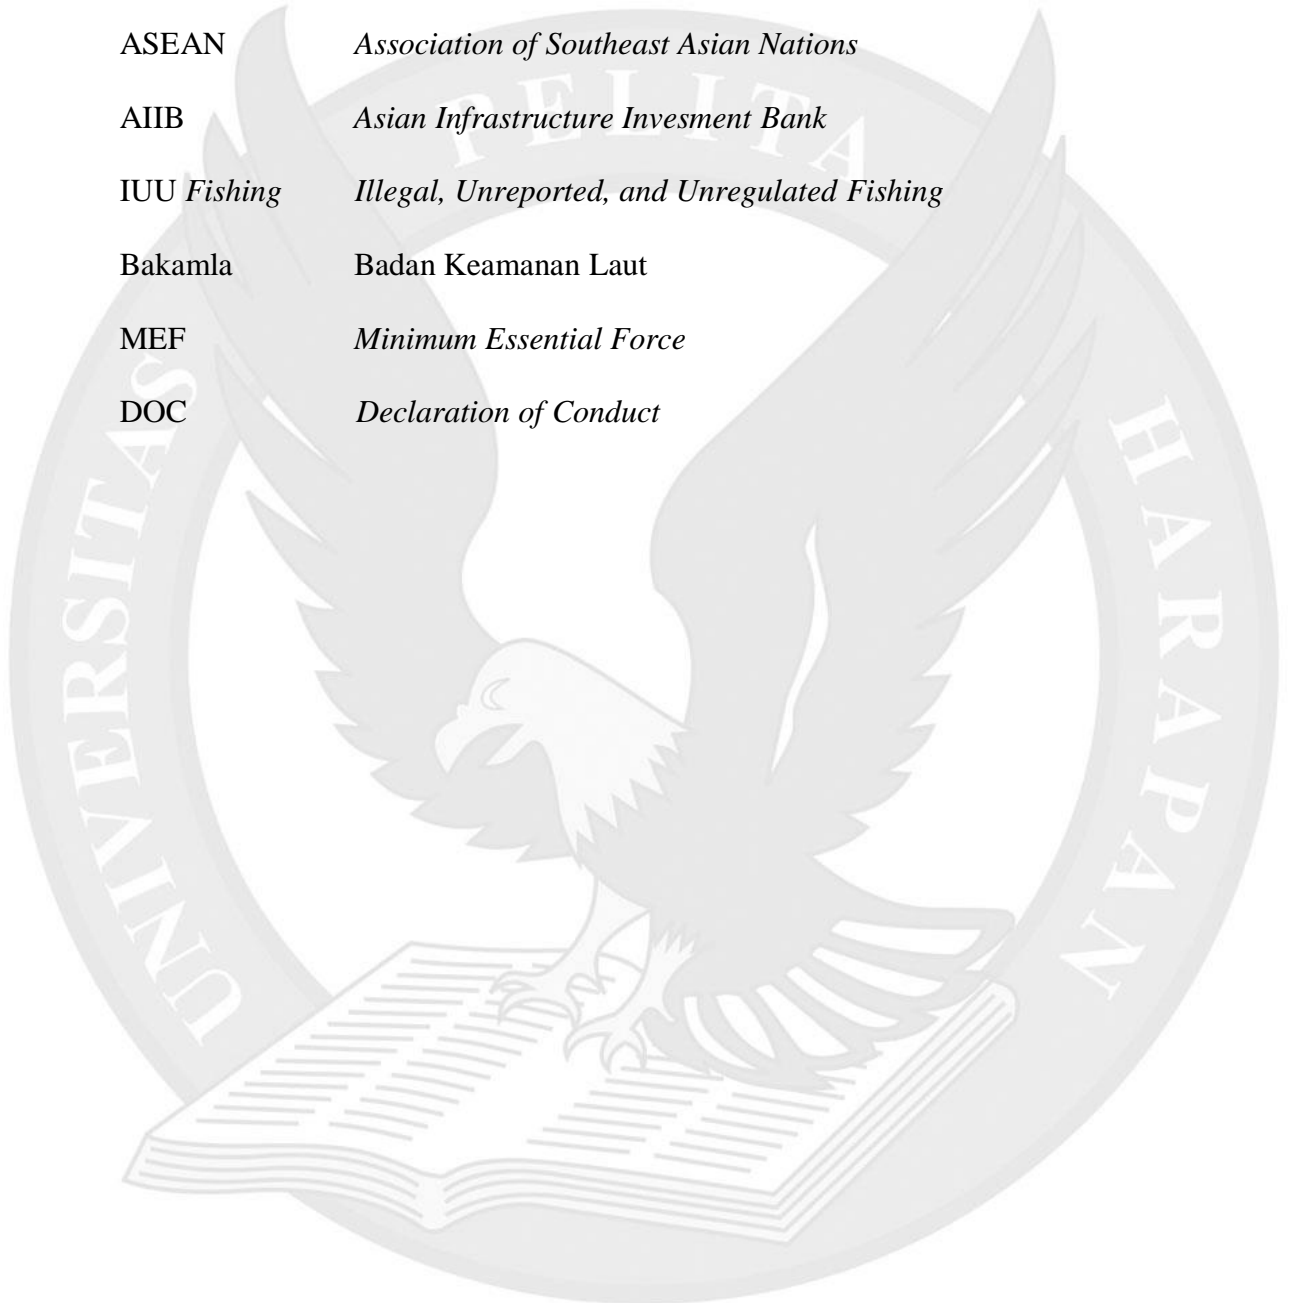 ASEAN Association of Southeast Asian Nations
AIIB Asian Infrastructure Invesment Bank
IUU Fishing Illegal, Unreported, and Unregulated Fishing
Bakamla Badan Keamanan Laut
MEF Minimum Essential Force
DOC Declaration of Conduct
UNIVERSITAS PELITA HARAPAN